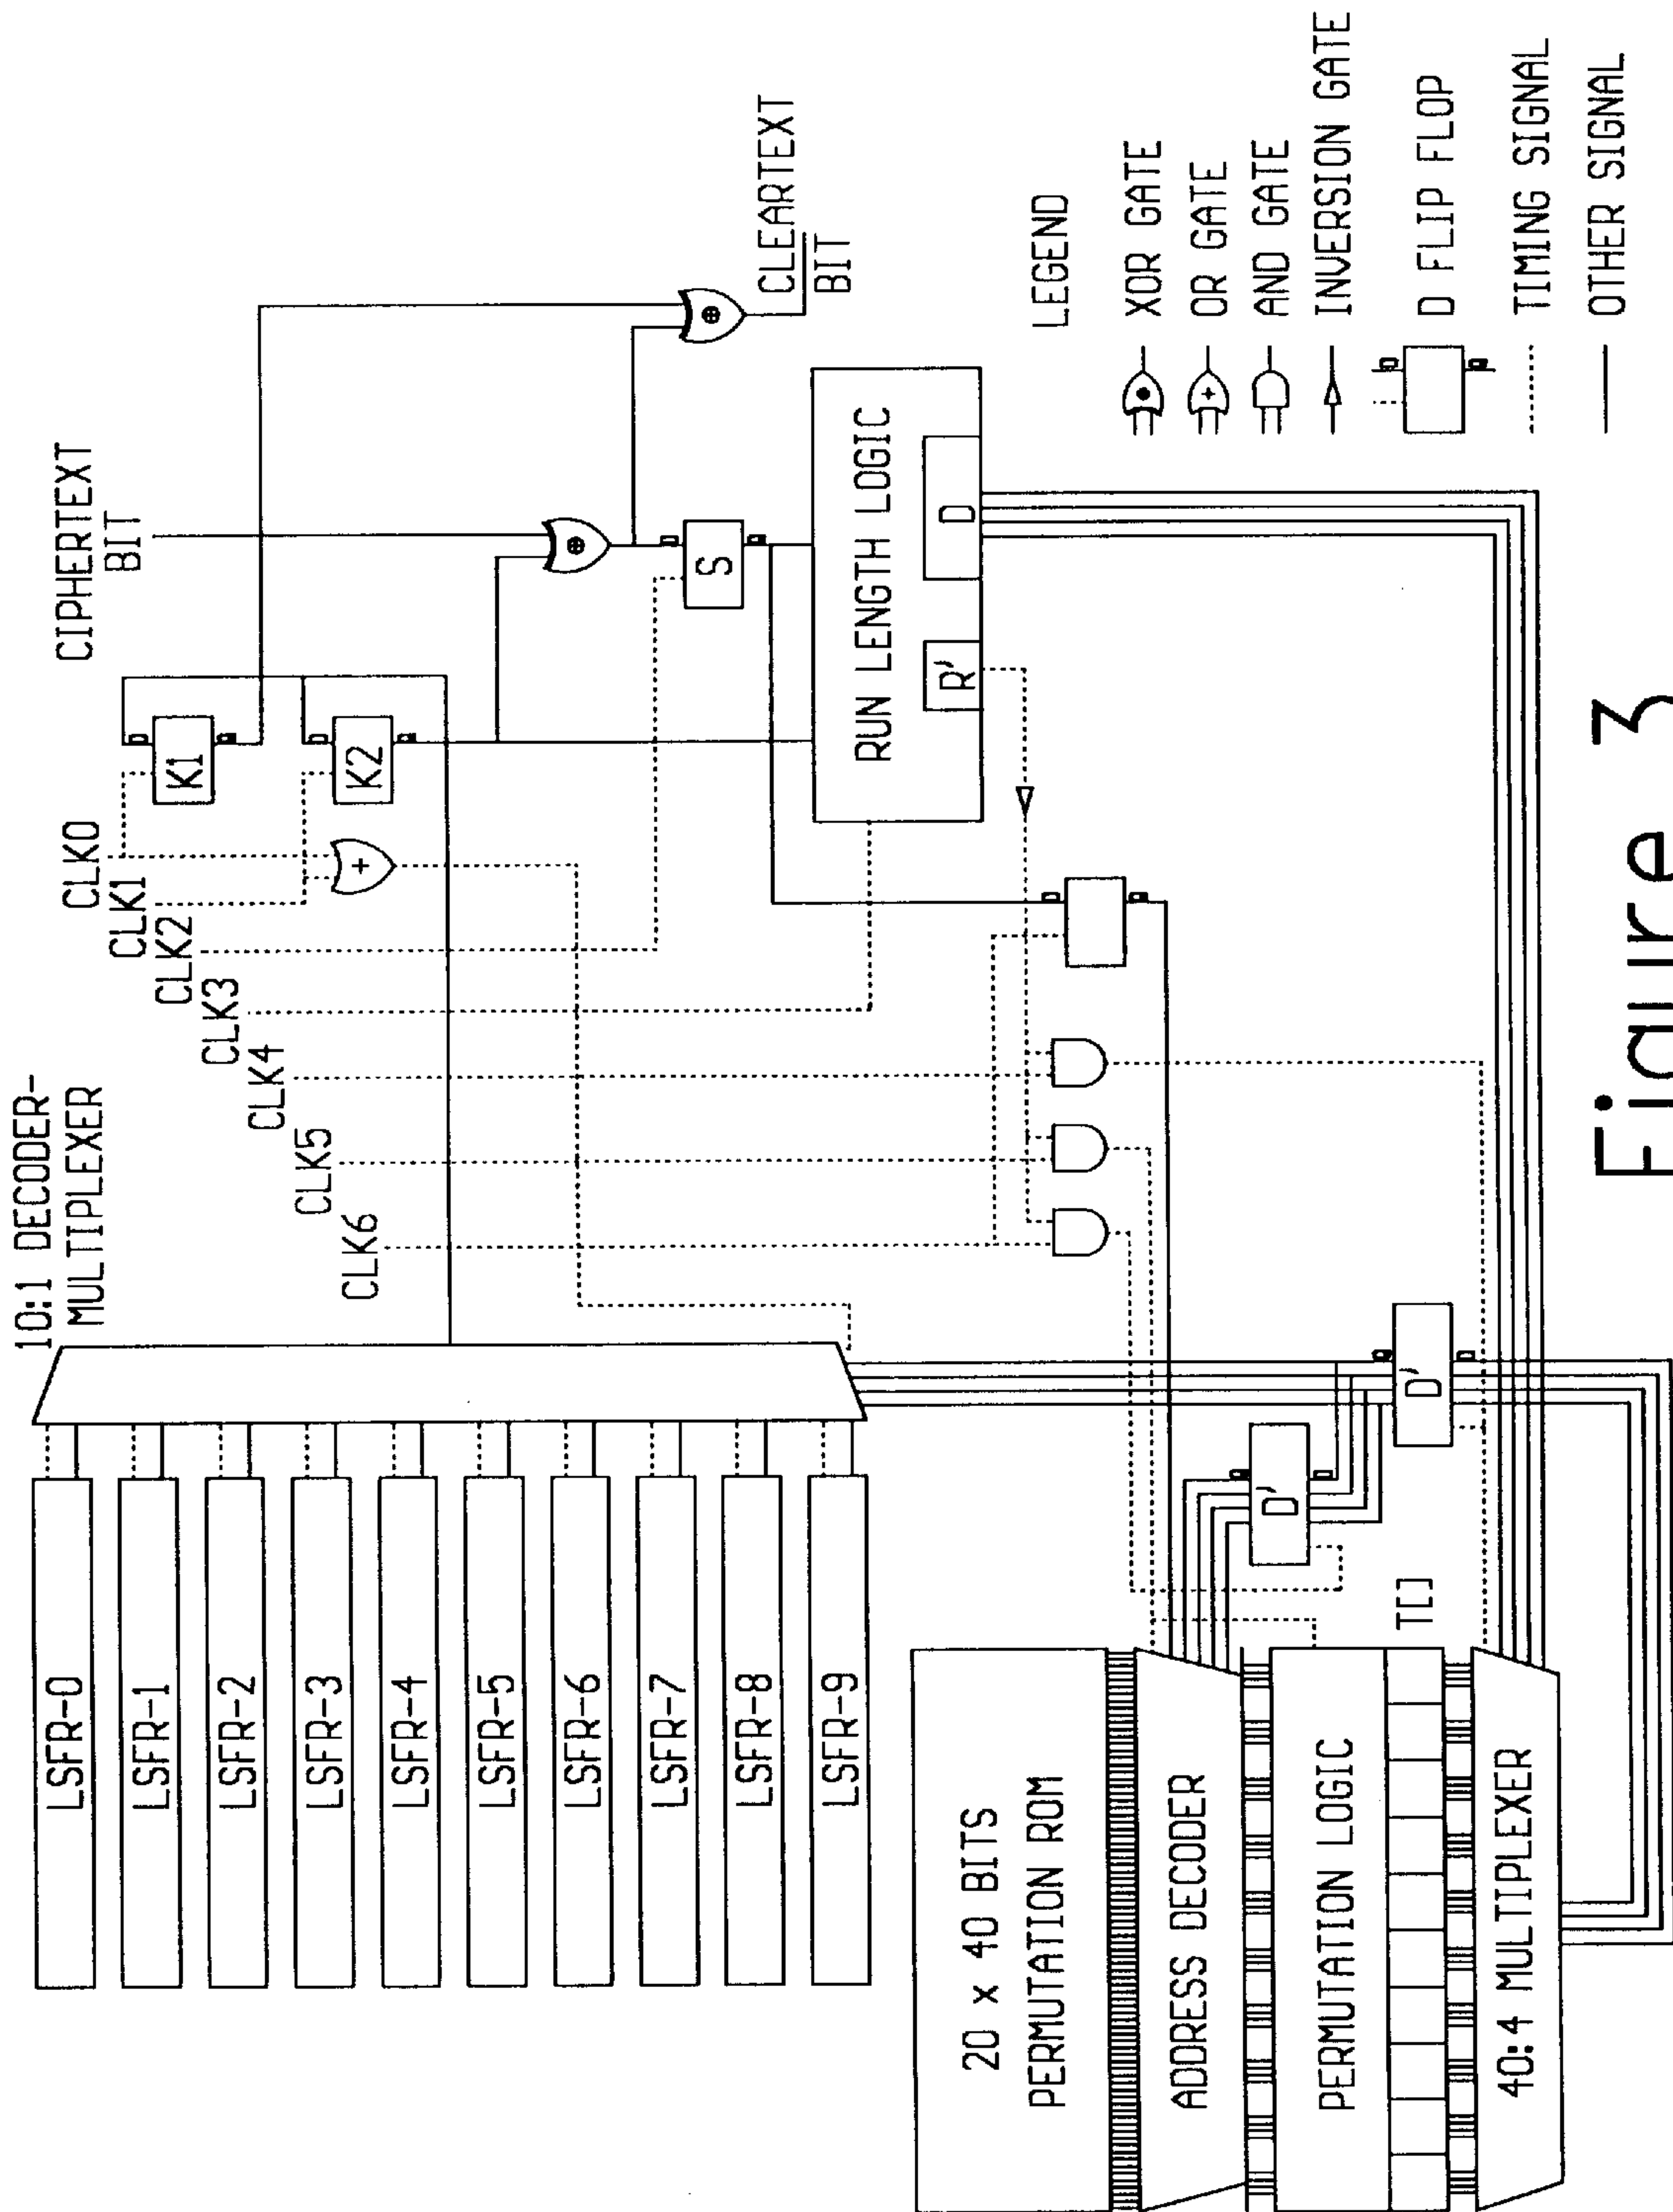 10:1 DECODER-
MULTIPLEXER
LSFR-0
LSFR-1
LSFR-2
LSFR-3
LSFR-4
LSFR-5
LSFR-6
LSFR-7
LSFR-8
LSFR-9
CLK0
CLK1
CLK2
CLK3
CLK4
CLK5
CLK6
K1
K2
+
CIPHERTEXT
BIT
⊕
⊕
S
CLEARTEXT
BIT
RUN LENGTH LOGIC
R'
D
20 x 40 BITS
PERMUTATION ROM
ADDRESS DECODER
PERMUTATION LOGIC
T[]
40:4 MULTIPLEXER
D'
D'
LEGEND
XOR GATE
+
OR GATE
AND GATE
INVERSION GATE
D FLIP FLOP
TIMING SIGNAL
OTHER SIGNAL
Figure 3